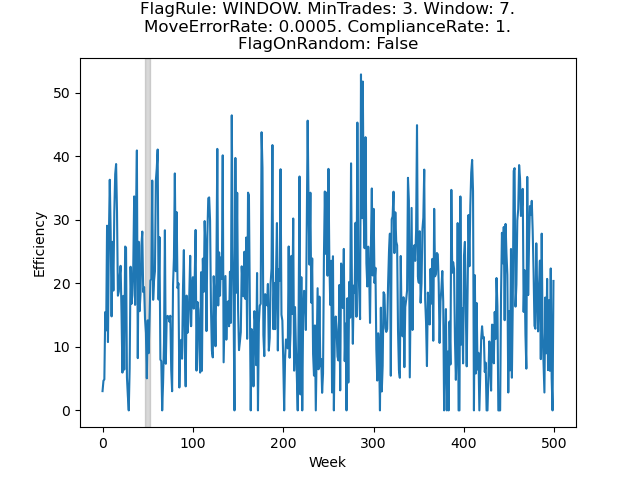 FlagRule: WINDOW. MinTrades: 3. Window: 7.
MoveErrorRate: 0.0005. ComplianceRate: 1.
FlagOnRandom: False
50
40
30
20
10
0
Efficiency
0 100 200 300 400 500
Week